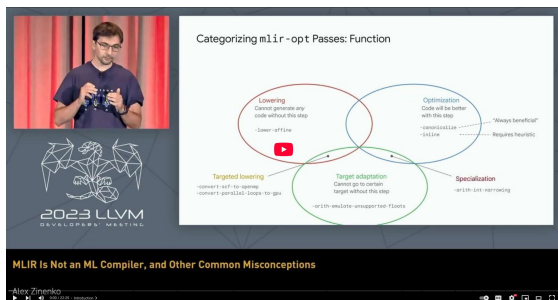 Categorizing mlir-opt Passes: Function
Lowering
Cannot generate any
code without this step
-lower-affine
Optimization
Code will be better
with this step
-canonicalize
-inline
"Always beneficial"
Requires heuristic
Targeted lowering
-convert-scf-to-openmp
-convert-parallel-loops-to-gpu
Target adaptation
Cannot go to certain
target without this step
-arith-emulate-unsupported-floats
Specialization
-arith-int-narrowing
2023 LLVM
DEVELOPERS' MEETING
MLIR Is Not an ML Compiler, and Other Common Misconceptions
Alex Zinenko
Introduction >